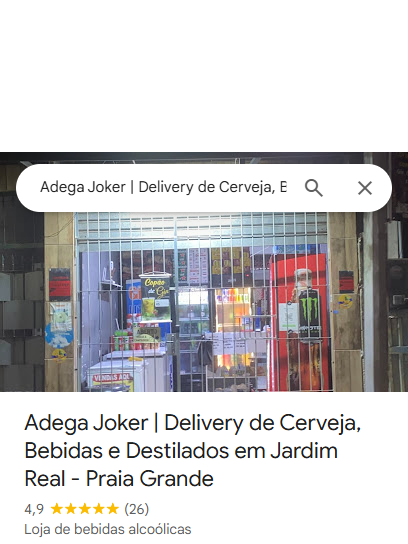 Adega Joker | Delivery de Cerveja, B
Copão
de Gin
MONSTER
Adega Joker | Delivery de Cerveja,
Bebidas e Destilados em Jardim
Real - Praia Grande
4,9 ★★★★★ (26)
Loja de bebidas alcoólicas